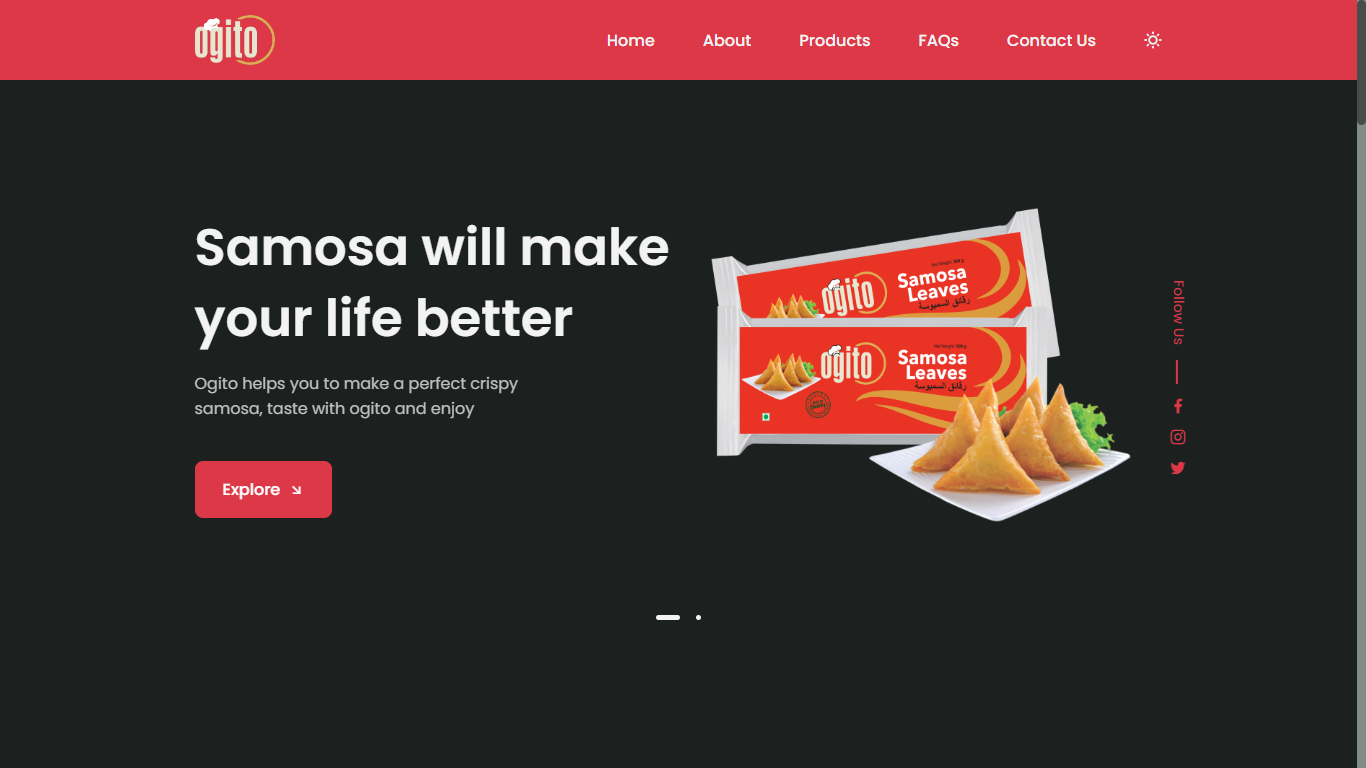 ogito
Home
About
Products
FAQs
Contact Us
Samosa will make
your life better
Ogito helps you to make a perfect crispy
samosa, taste with ogito and enjoy
Explore
ogito
Samosa
Leaves
رقائق السمبوسة
ogito
Samosa
Leaves
رقائق السمبوسة
Follow Us